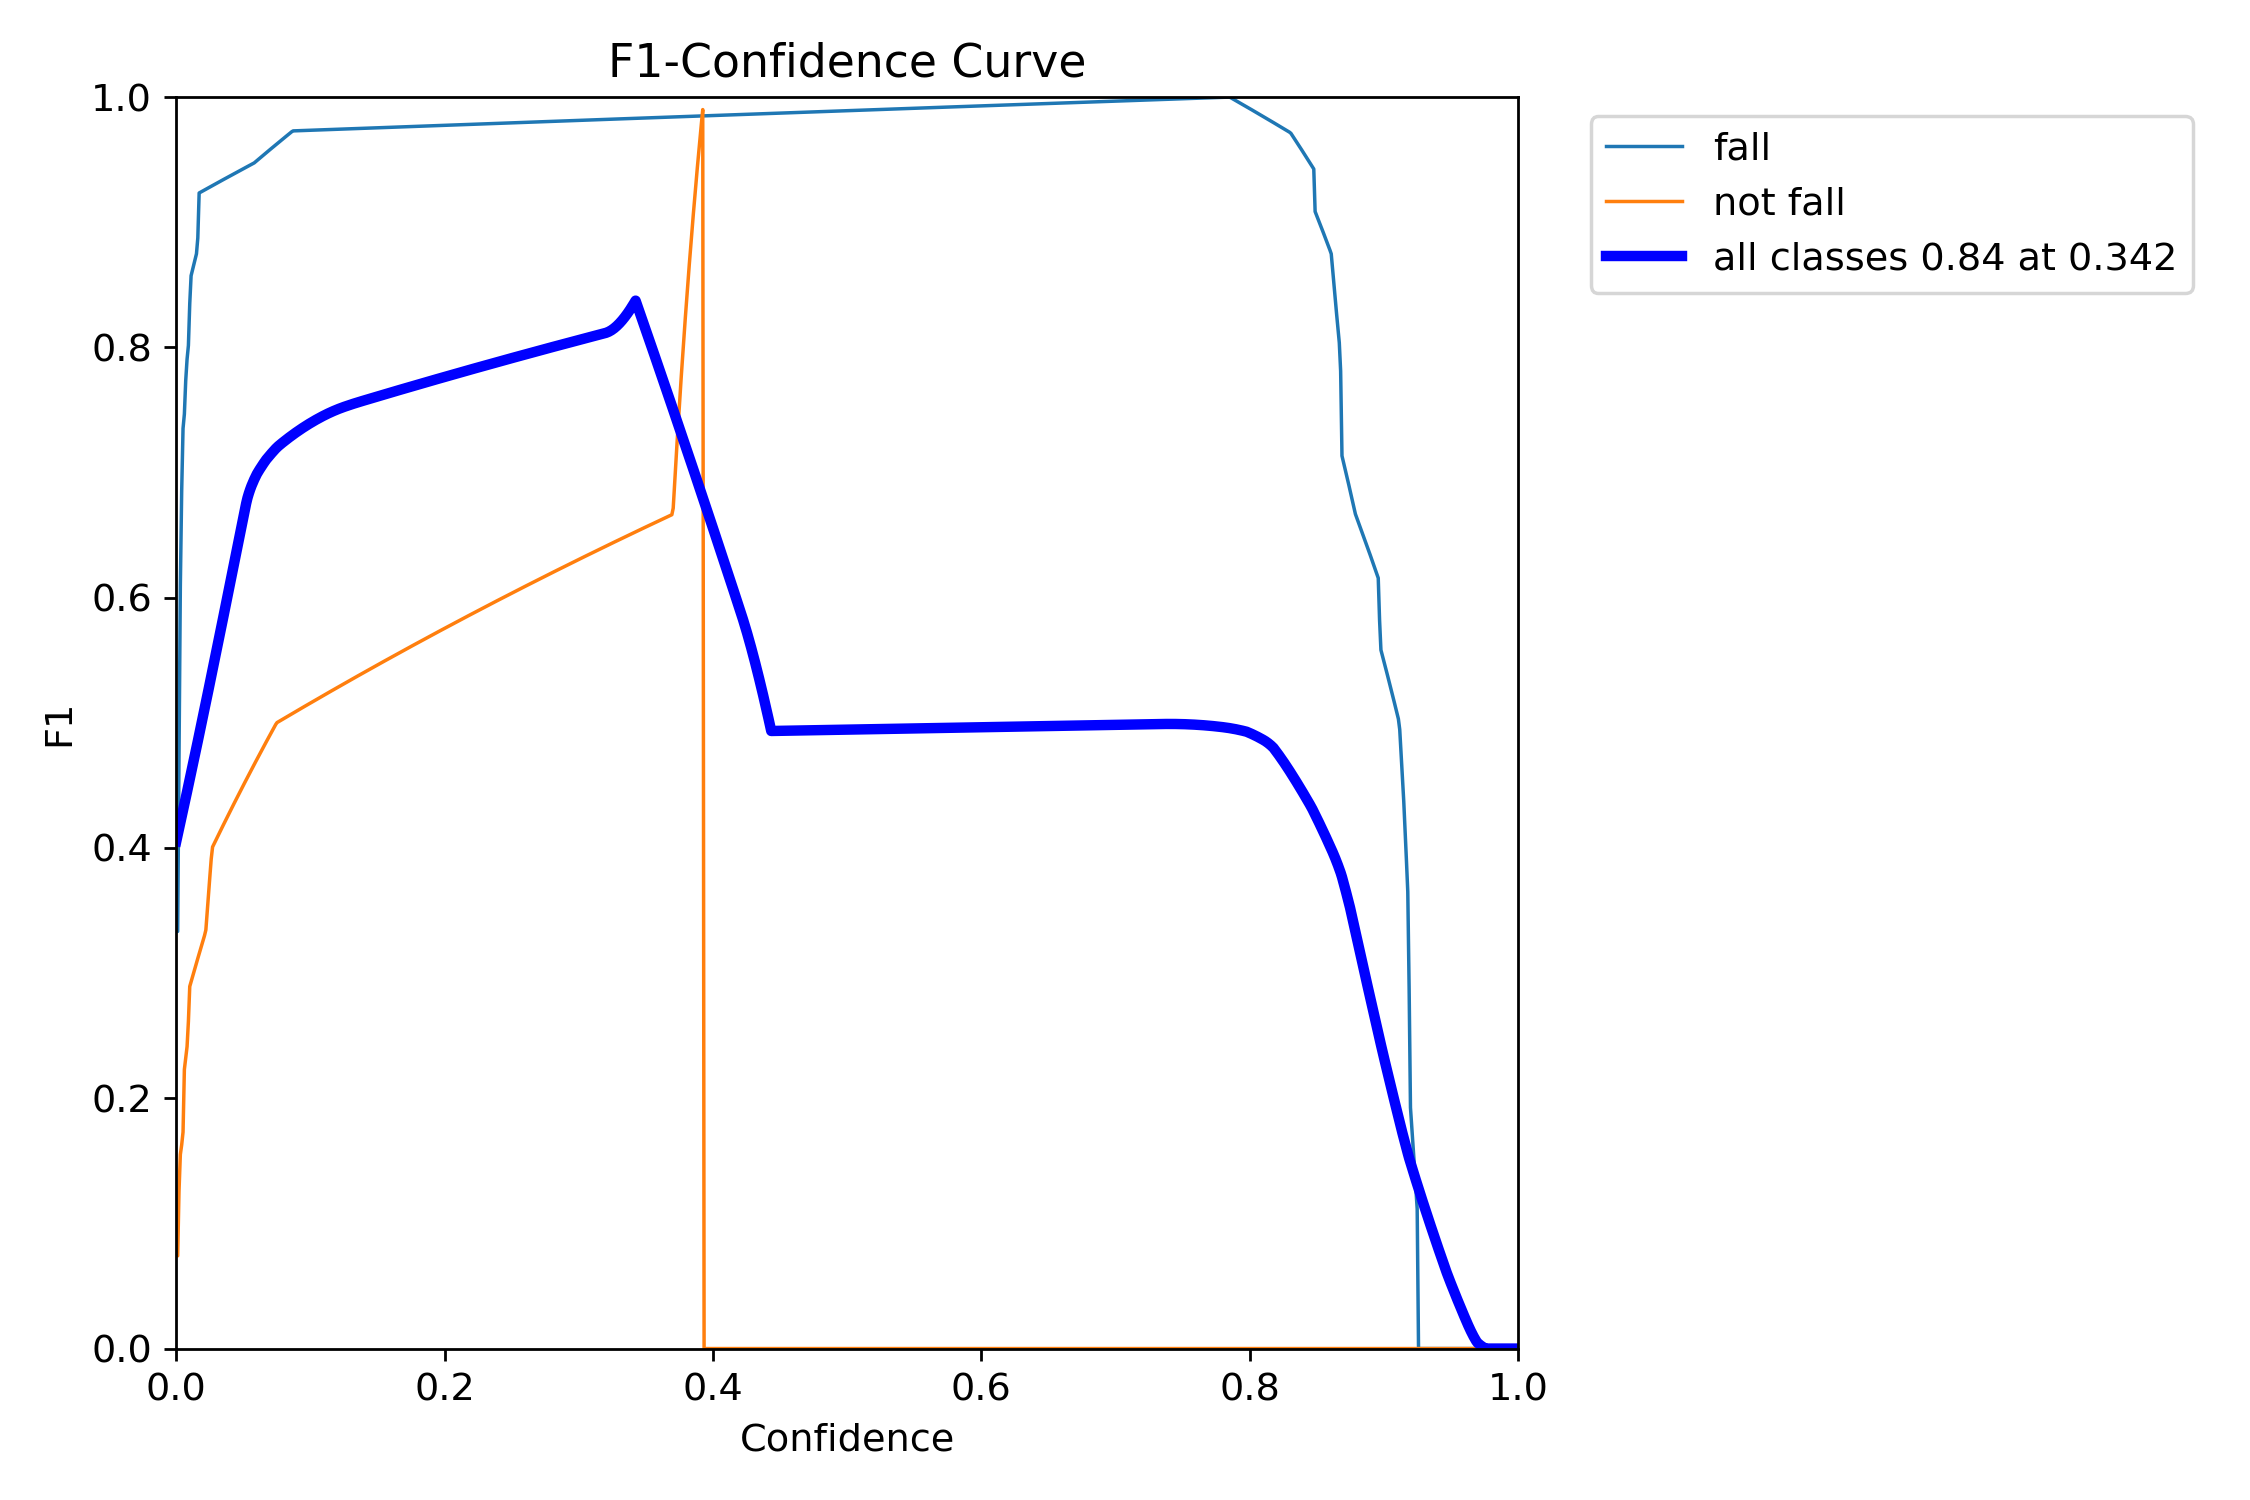 F1-Confidence Curve
1.0
0.8
0.6
0.4
0.2
0.0
F1
0.0 0.2 0.4 0.6 0.8 1.0
Confidence
fall
not fall
all classes 0.84 at 0.342